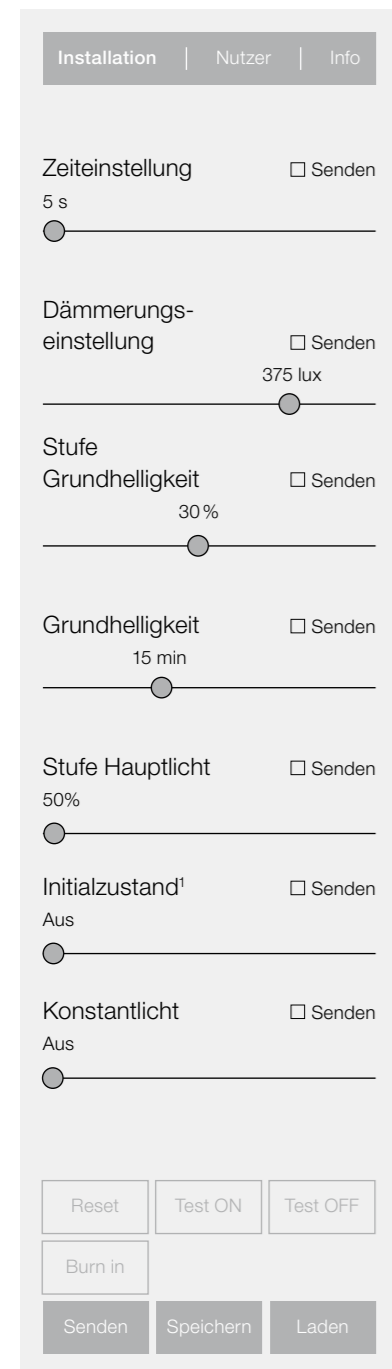 Installation | Nutzer | Info
Zeiteinstellung Senden
5 s
Dämmerungs-
einstellung Senden
375 lux
Stufe
Grundhelligkeit Senden
30 %
Grundhelligkeit Senden
15 min
Stufe Hauptlicht Senden
50%
Initialzustand¹ Senden
Aus
Konstantlicht Senden
Aus
Reset Test ON Test OFF
Burn in
Senden Speichern Laden